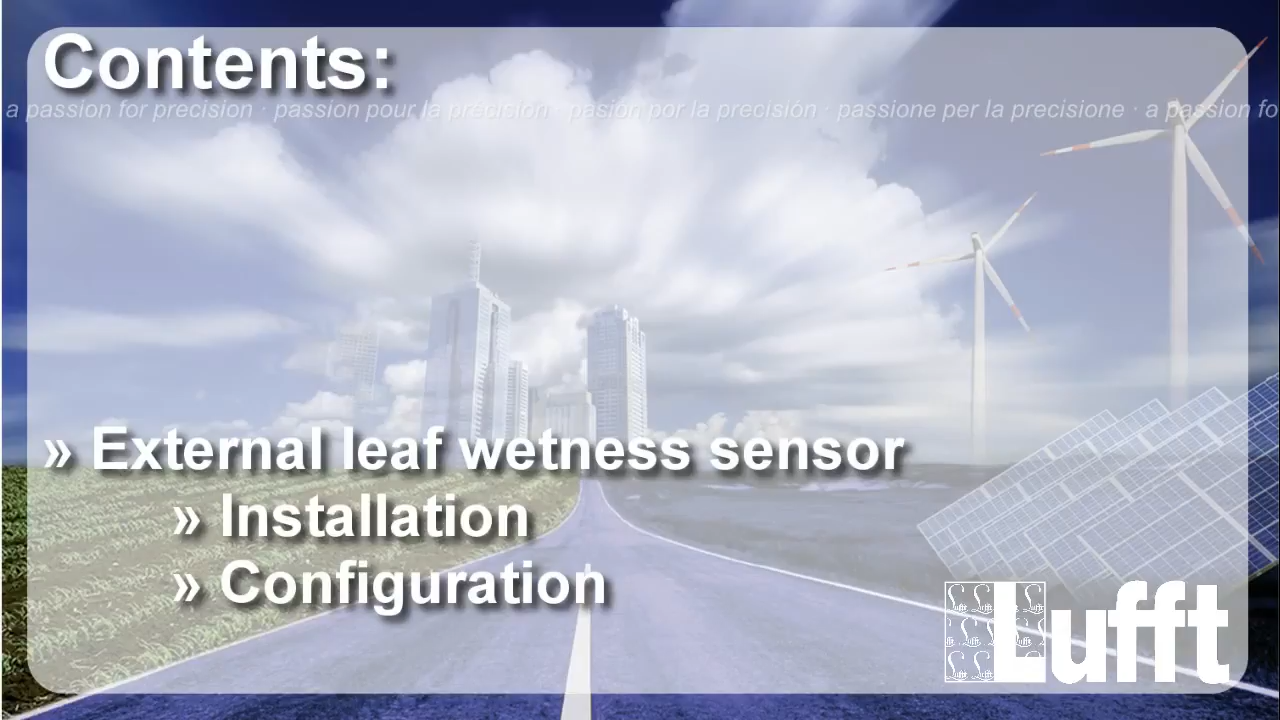 Contents:
a passion for precision · passion pour la précision · pasión por la precisión · passione per la precisione · a passion fo
» External leaf wetness sensor
» Installation
» Configuration
Lufft